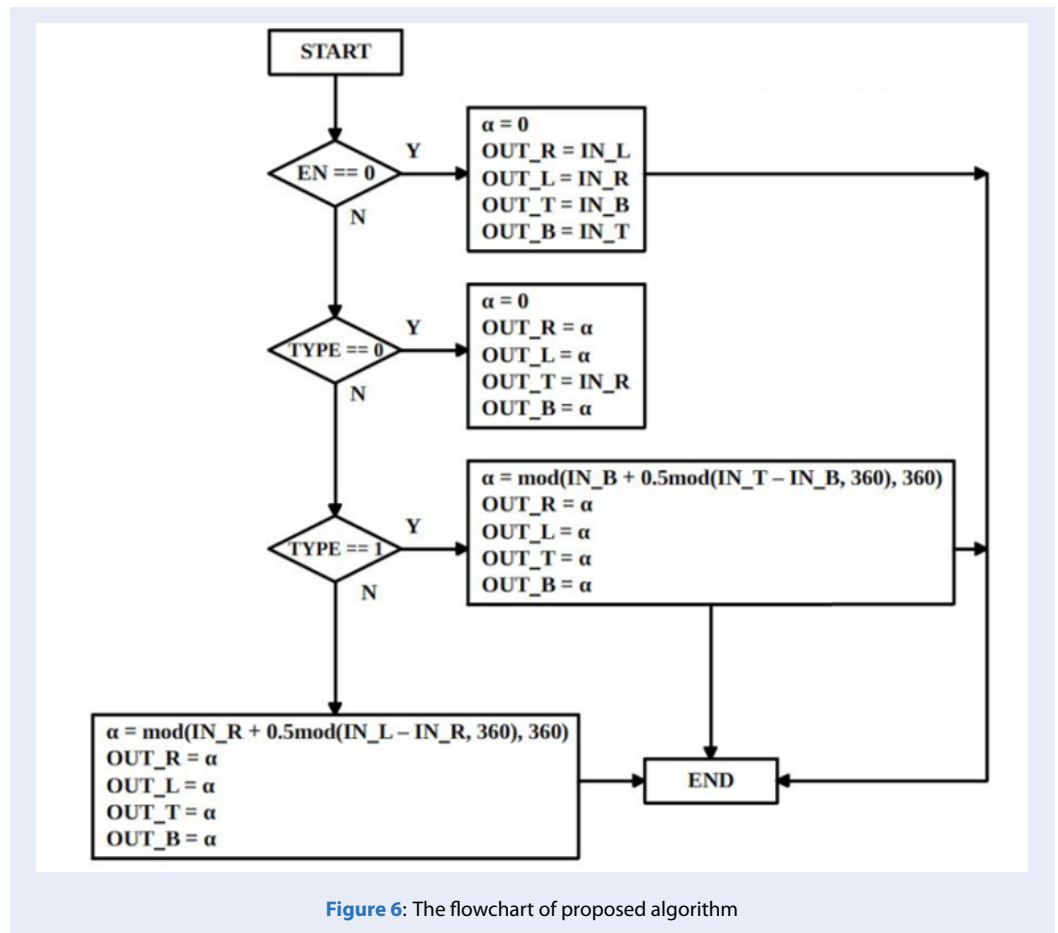 START
EN == 0
Y
N
α = 0
OUT_R = IN_L
OUT_L = IN_R
OUT_T = IN_B
OUT_B = IN_T
TYPE == 0
Y
N
α = 0
OUT_R = α
OUT_L = α
OUT_T = IN_R
OUT_B = α
TYPE == 1
Y
N
α = mod(IN_B + 0.5mod(IN_T – IN_B, 360), 360)
OUT_R = α
OUT_L = α
OUT_T = α
OUT_B = α
α = mod(IN_R + 0.5mod(IN_L – IN_R, 360), 360)
OUT_R = α
OUT_L = α
OUT_T = α
OUT_B = α
END
Figure 6: The flowchart of proposed algorithm